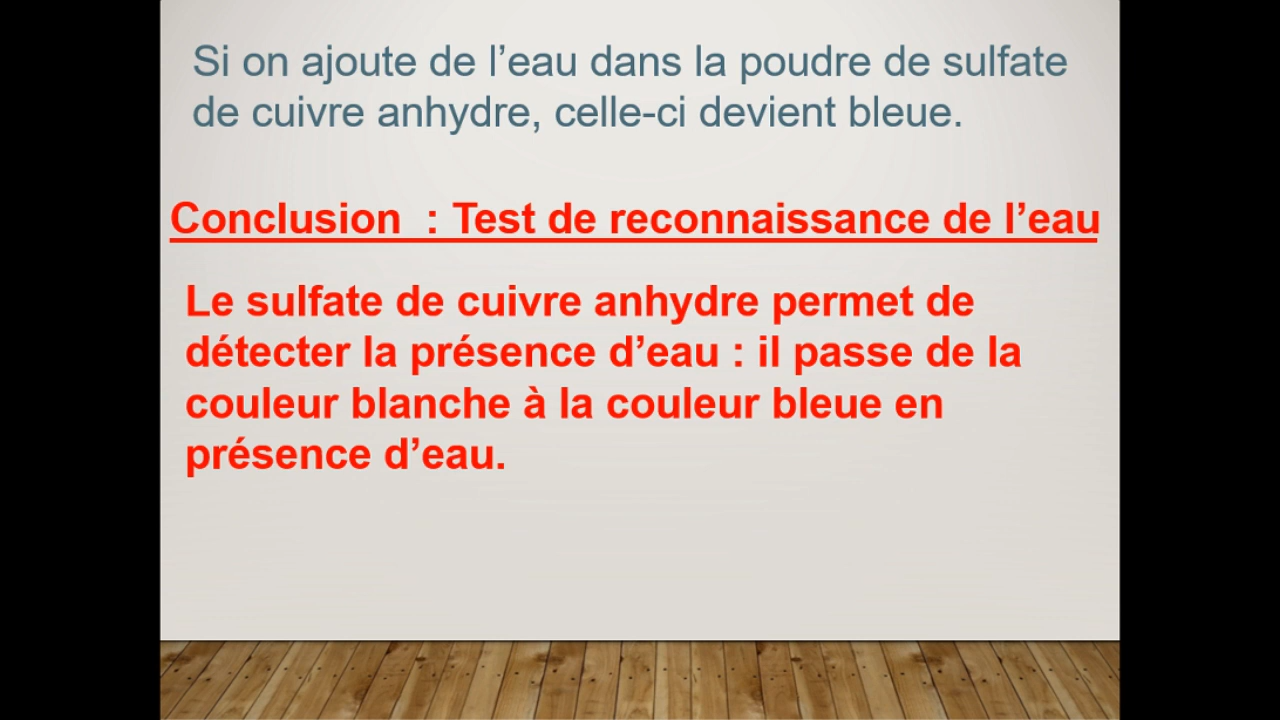 Si on ajoute de l’eau dans la poudre de sulfate
de cuivre anhydre, celle-ci devient bleue.
Conclusion  : Test de reconnaissance de l’eau
Le sulfate de cuivre anhydre permet de
détecter la présence d’eau : il passe de la
couleur blanche à la couleur bleue en
présence d’eau.